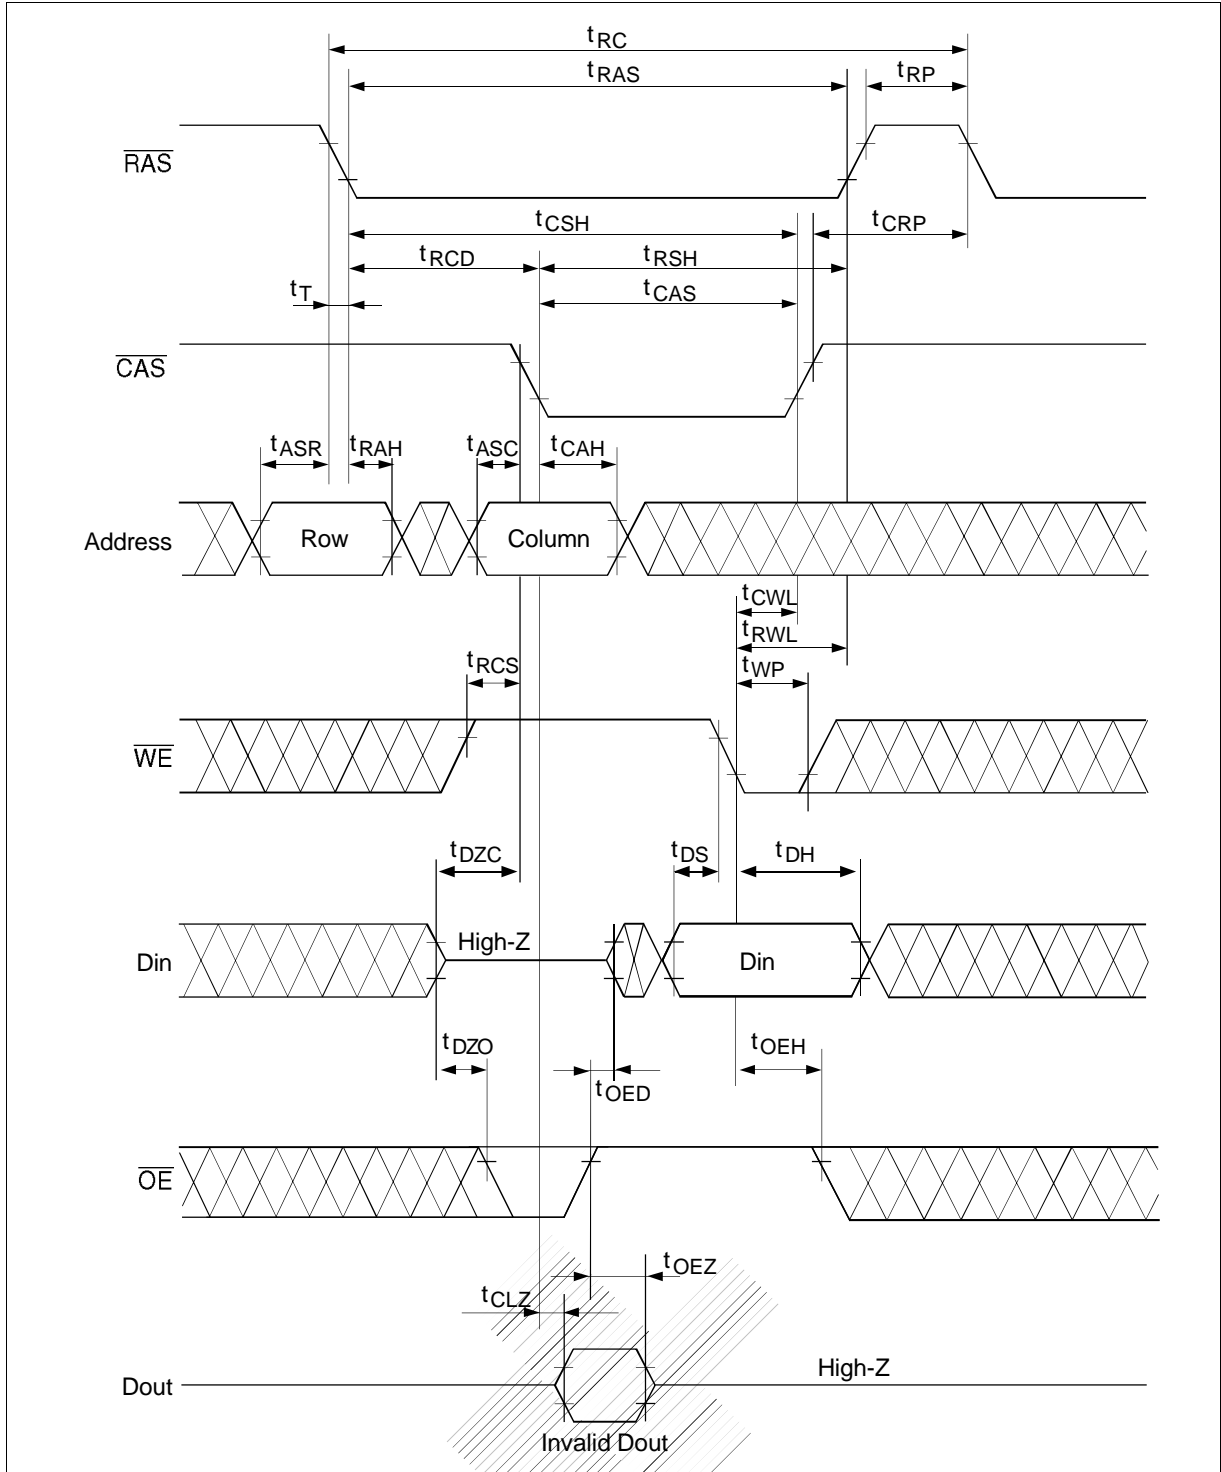 tRC
tRAS
tRP
RAS
tCSH
tCRP
tRCD
tRSH
tT
tCAS
CAS
tASR
tRAH
tASC
tCAH
Address
Row
Column
tCWL
tRWL
tRCS
tWP
WE
tDZC
tDS
tDH
High-Z
Din
Din
tDZO
tOEH
tOED
OE
tOEZ
tCLZ
High-Z
Dout
Invalid Dout